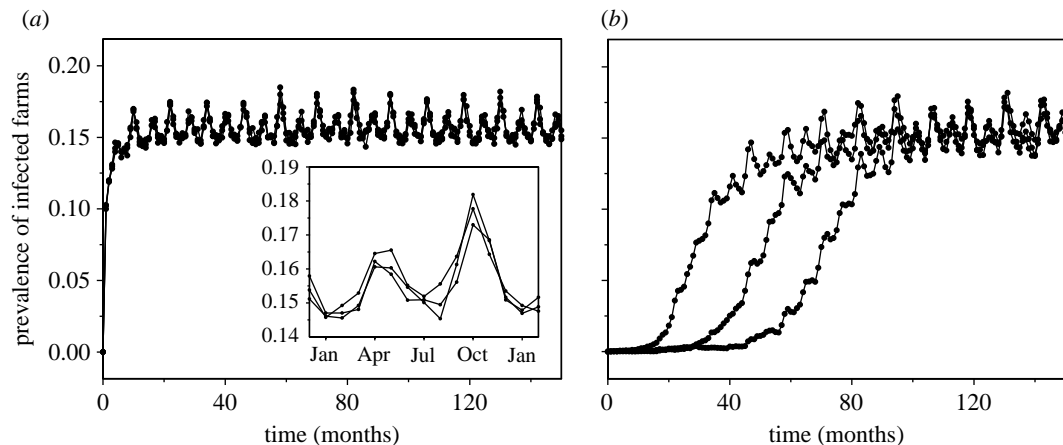 (a)
(b)
prevalence of infected farms
0.20
0.15
0.10
0.05
0.00
0.19
0.18
0.17
0.16
0.15
0.14
Jan Apr Jul Oct Jan
0 40 80 120
time (months)
0 40 80 120
time (months)